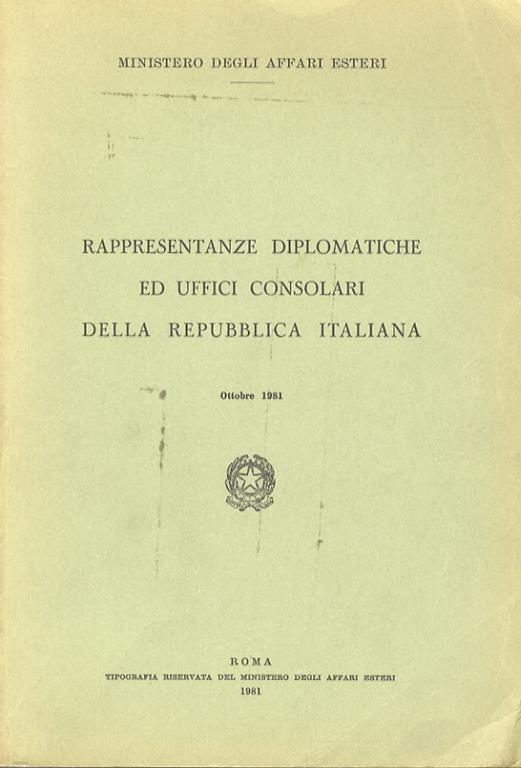 MINISTERO DEGLI AFFARI ESTERI
RAPPRESENTANZE DIPLOMATICHE
ED UFFICI CONSOLARI
DELLA REPUBBLICA ITALIANA
Ottobre 1981
ROMA
TIPOGRAFIA RISERVATA DEL MINISTERO DEGLI AFFARI ESTERI
1981